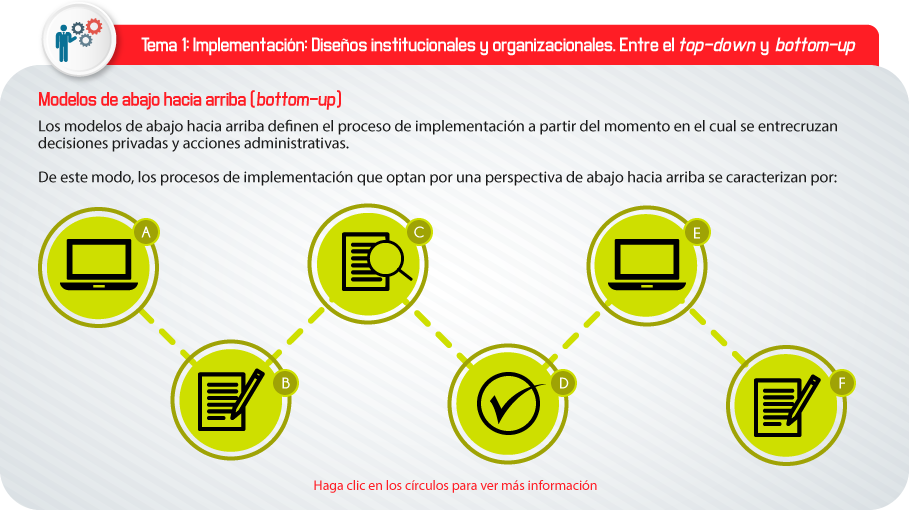 Tema 1: Implementación: Diseños institucionales y organizacionales. Entre el top-down y bottom-up
Modelos de abajo hacia arriba (bottom-up)
Los modelos de abajo hacia arriba definen el proceso de implementación a partir del momento en el cual se entrecruzan
decisiones privadas y acciones administrativas.
De este modo, los procesos de implementación que optan por una perspectiva de abajo hacia arriba se caracterizan por:
A
C
E
B
D
F
Haga clic en los círculos para ver más información